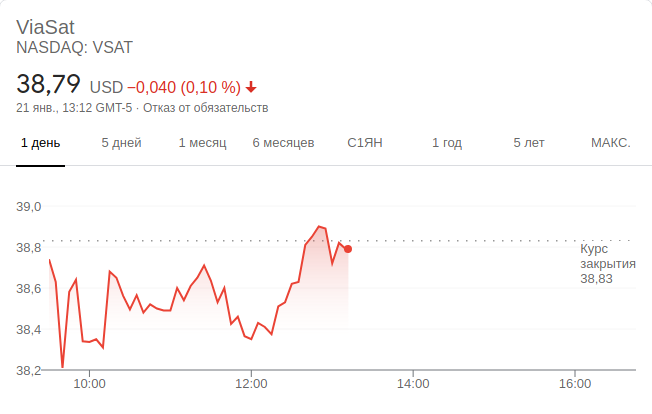 ViaSat
NASDAQ: VSAT
38,79 USD −0,040 (0,10 %)
21 янв., 13:12 GMT-5 · Отказ от обязательств
1 день 5 дней 1 месяц 6 месяцев С1ЯН 1 год 5 лет МАКС.
39,0
38,8
38,6
38,4
38,2
Курс
закрытия
38,83
10:00 12:00 14:00 16:00